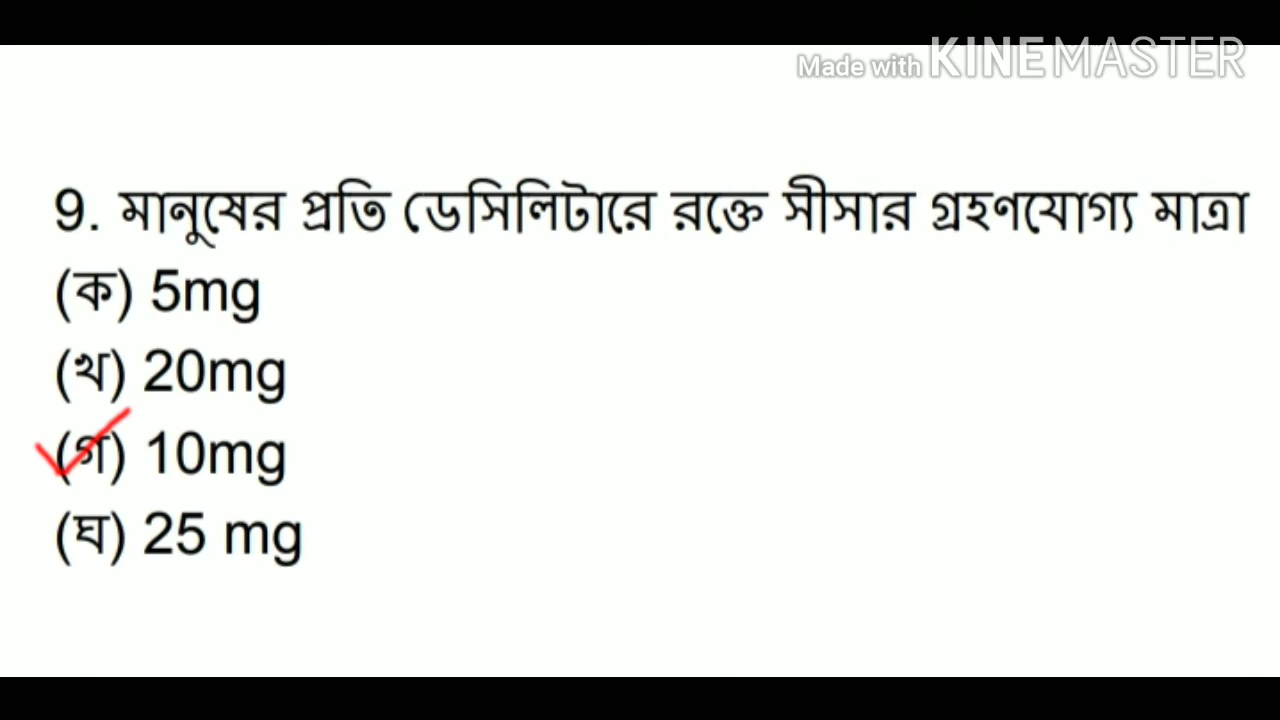 Made with KINEMASTER
9. মানুষের প্রতি ডেসিলিটারে রক্তে সীসার গ্রহণযোগ্য মাত্রা
(ক) 5mg
(খ) 20mg
(গ) 10mg
(ঘ) 25 mg